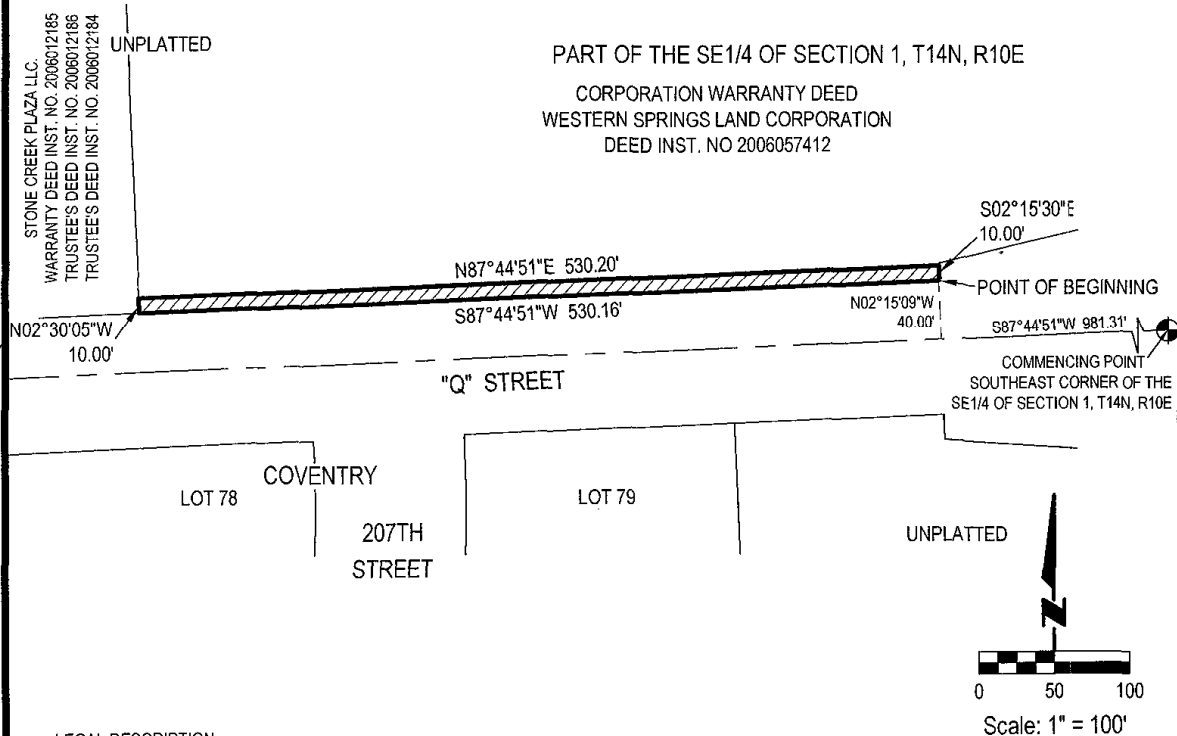 STONE CREEK PLAZA LLC.
WARRANTY DEED INST. NO. 2006012185
TRUSTEE'S DEED INST. NO. 2006012186
TRUSTEE'S DEED INST. NO. 2006012184
UNPLATTED
PART OF THE SE1/4 OF SECTION 1, T14N, R10E
CORPORATION WARRANTY DEED
WESTERN SPRINGS LAND CORPORATION
DEED INST. NO 2006057412
S02°15'30"E
10.00'
N87°44'51"E 530.20'
S87°44'51"W 530.16'
POINT OF BEGINNING
N02°15'09"W
40.00'
N02°30'05"W
10.00'
S87°44'51"W 981.31'
COMMENCING POINT
SOUTHEAST CORNER OF THE
SE1/4 OF SECTION 1, T14N, R10E
"Q" STREET
COVENTRY
LOT 78
LOT 79
207TH
STREET
UNPLATTED
N
0 50 100
Scale: 1" = 100'
LEGAL DESCRIPTION